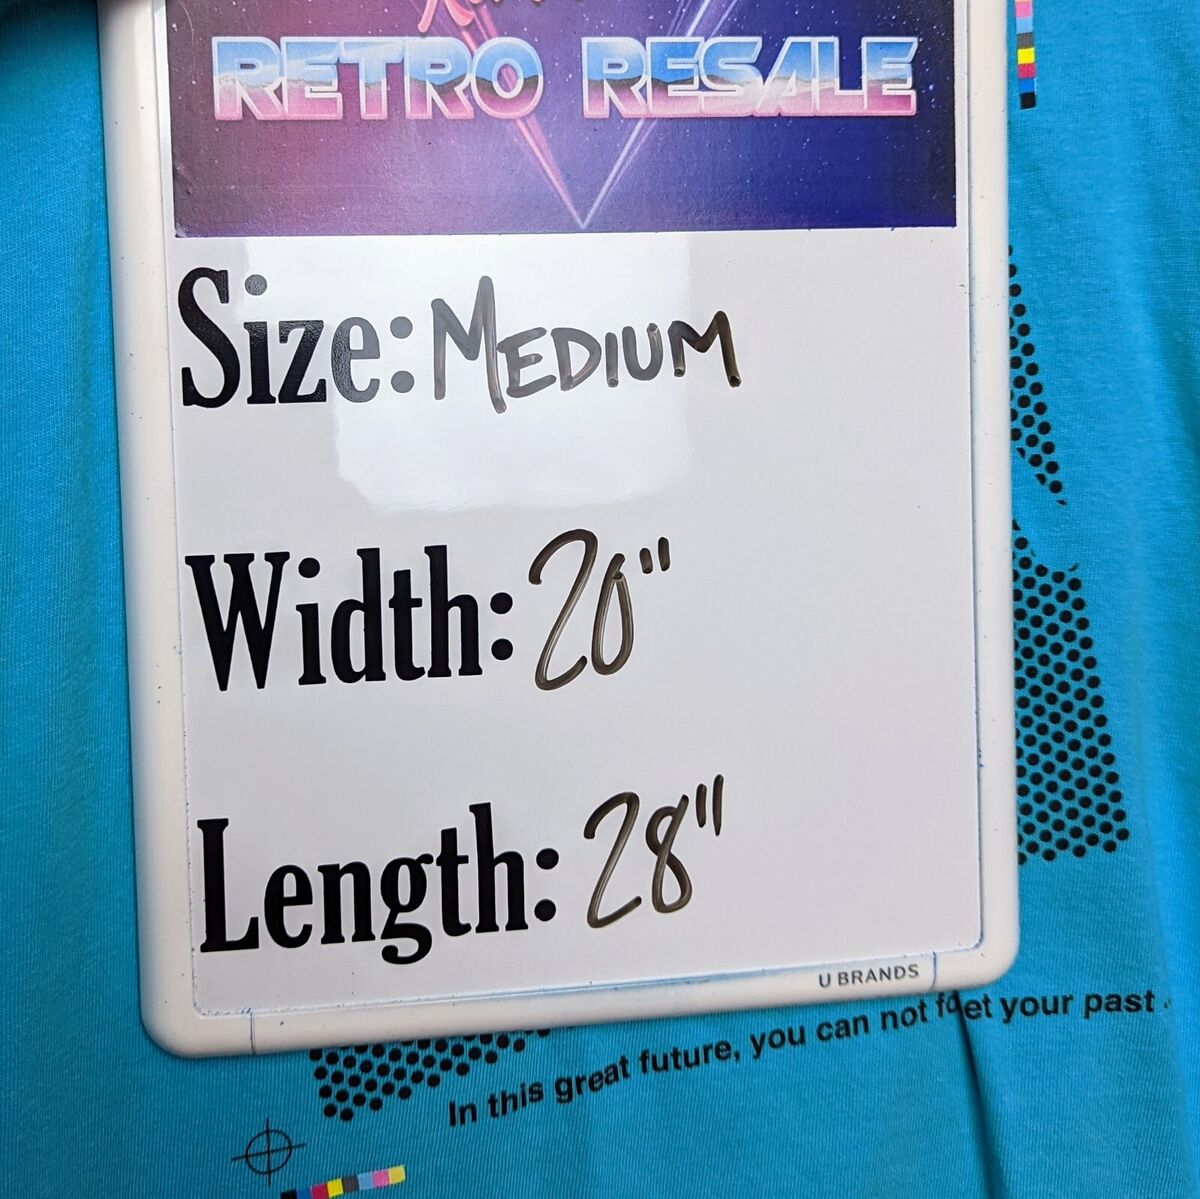 RETRO RESALE
Size: MEDIUM
Width: 20"
Length: 28"
U BRANDS
In this great future, you can not
your past